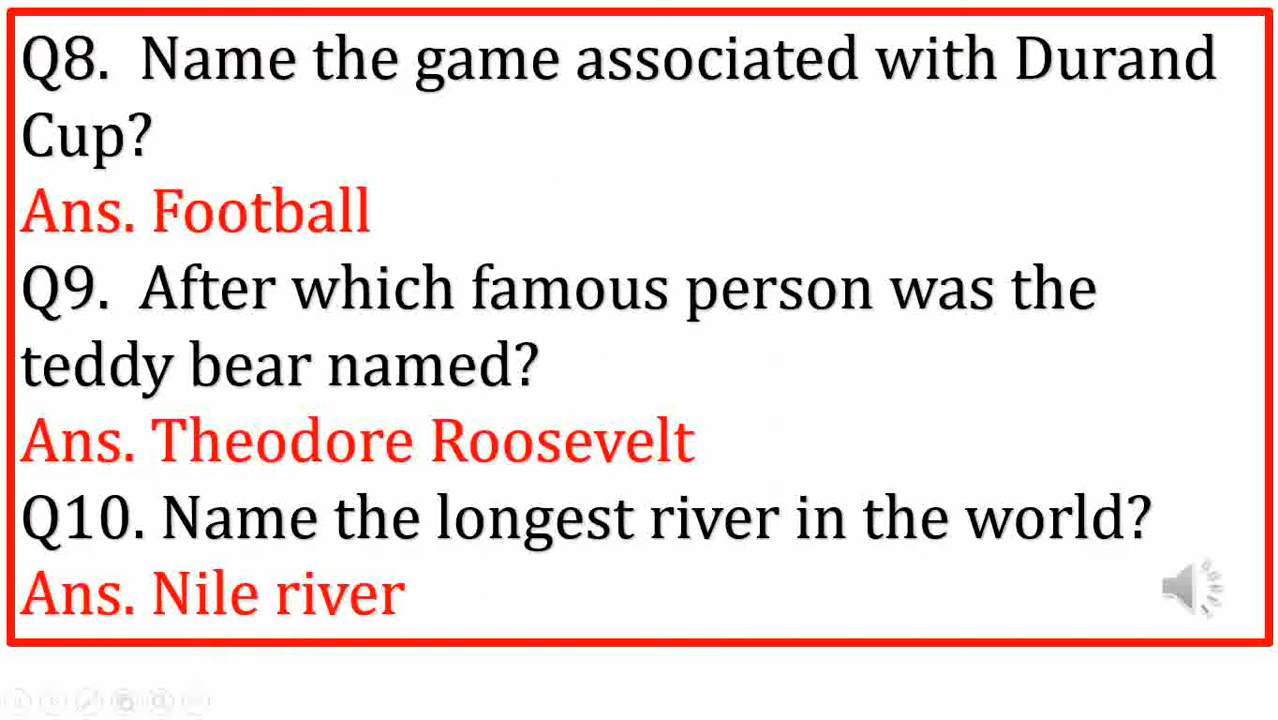 Q8.  Name the game associated with Durand
Cup?
Ans. Football
Q9.  After which famous person was the
teddy bear named?
Ans. Theodore Roosevelt
Q10. Name the longest river in the world?
Ans. Nile river